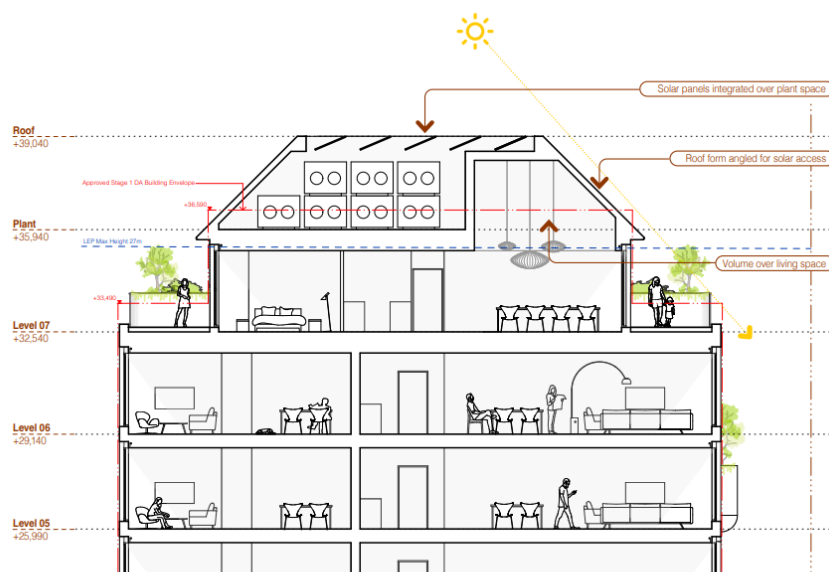 Solar panels integrated over plant space
Roof
+39,040
Roof form angled for solar access
Approved Stage 1 DA Building Envelope
+36,590
Plant
+35,940
LEP Max Height 27m
Volume over living space
+33,490
Level 07
+32,540
Level 06
+29,140
Level 05
+25,990